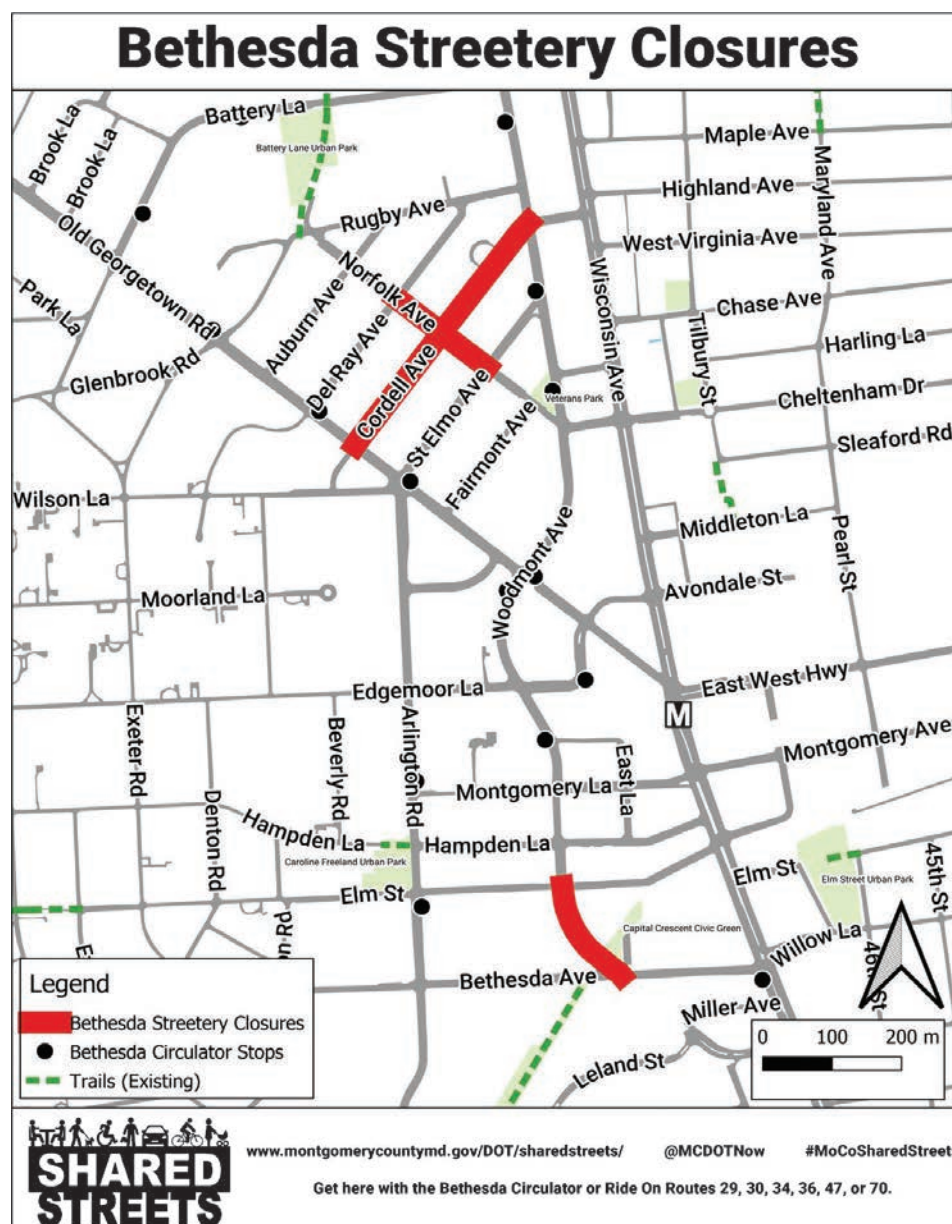 Bethesda Streetery Closures
Brook La
Brook La
Battery La
Battery Lane Urban Park
Maple Ave
Maryland Ave
Highland Ave
Rugby Ave
West Virginia Ave
Old Georgetown Rd
Norfolk Ave
Wisconsin Ave
Park La
Auburn Ave
Chase Ave
Tilbury St
Harling La
Glenbrook Rd
Del Ray Ave
Cordell Ave
Cheltenham Dr
Veterans Park
St Elmo Ave
Fairmont Ave
Sleaford Rd
Wilson La
Middleton La
Pearl St
Woodmont Ave
Avondale St
Moorland La
East West Hwy
Edgemoor La
M
Exeter Rd
Beverly Rd
Arlington Rd
East La
Montgomery Ave
Denton Rd
Montgomery La
Hampden La
Hampden La
Caroline Freeland Urban Park
Elm St
Elm St
Elm Street Urban Park
45th St
Capital Crescent Civic Green
Willow La
46th St
Bethesda Ave
Miller Ave
Leland St
Legend
Bethesda Streetery Closures
Bethesda Circulator Stops
Trails (Existing)
0 100 200 m
SHARED
STREETS
www.montgomerycountymd.gov/DOT/sharedstreets/ @MCDOTNow #MoCoSharedStreet
Get here with the Bethesda Circulator or Ride On Routes 29, 30, 34, 36, 47, or 70.